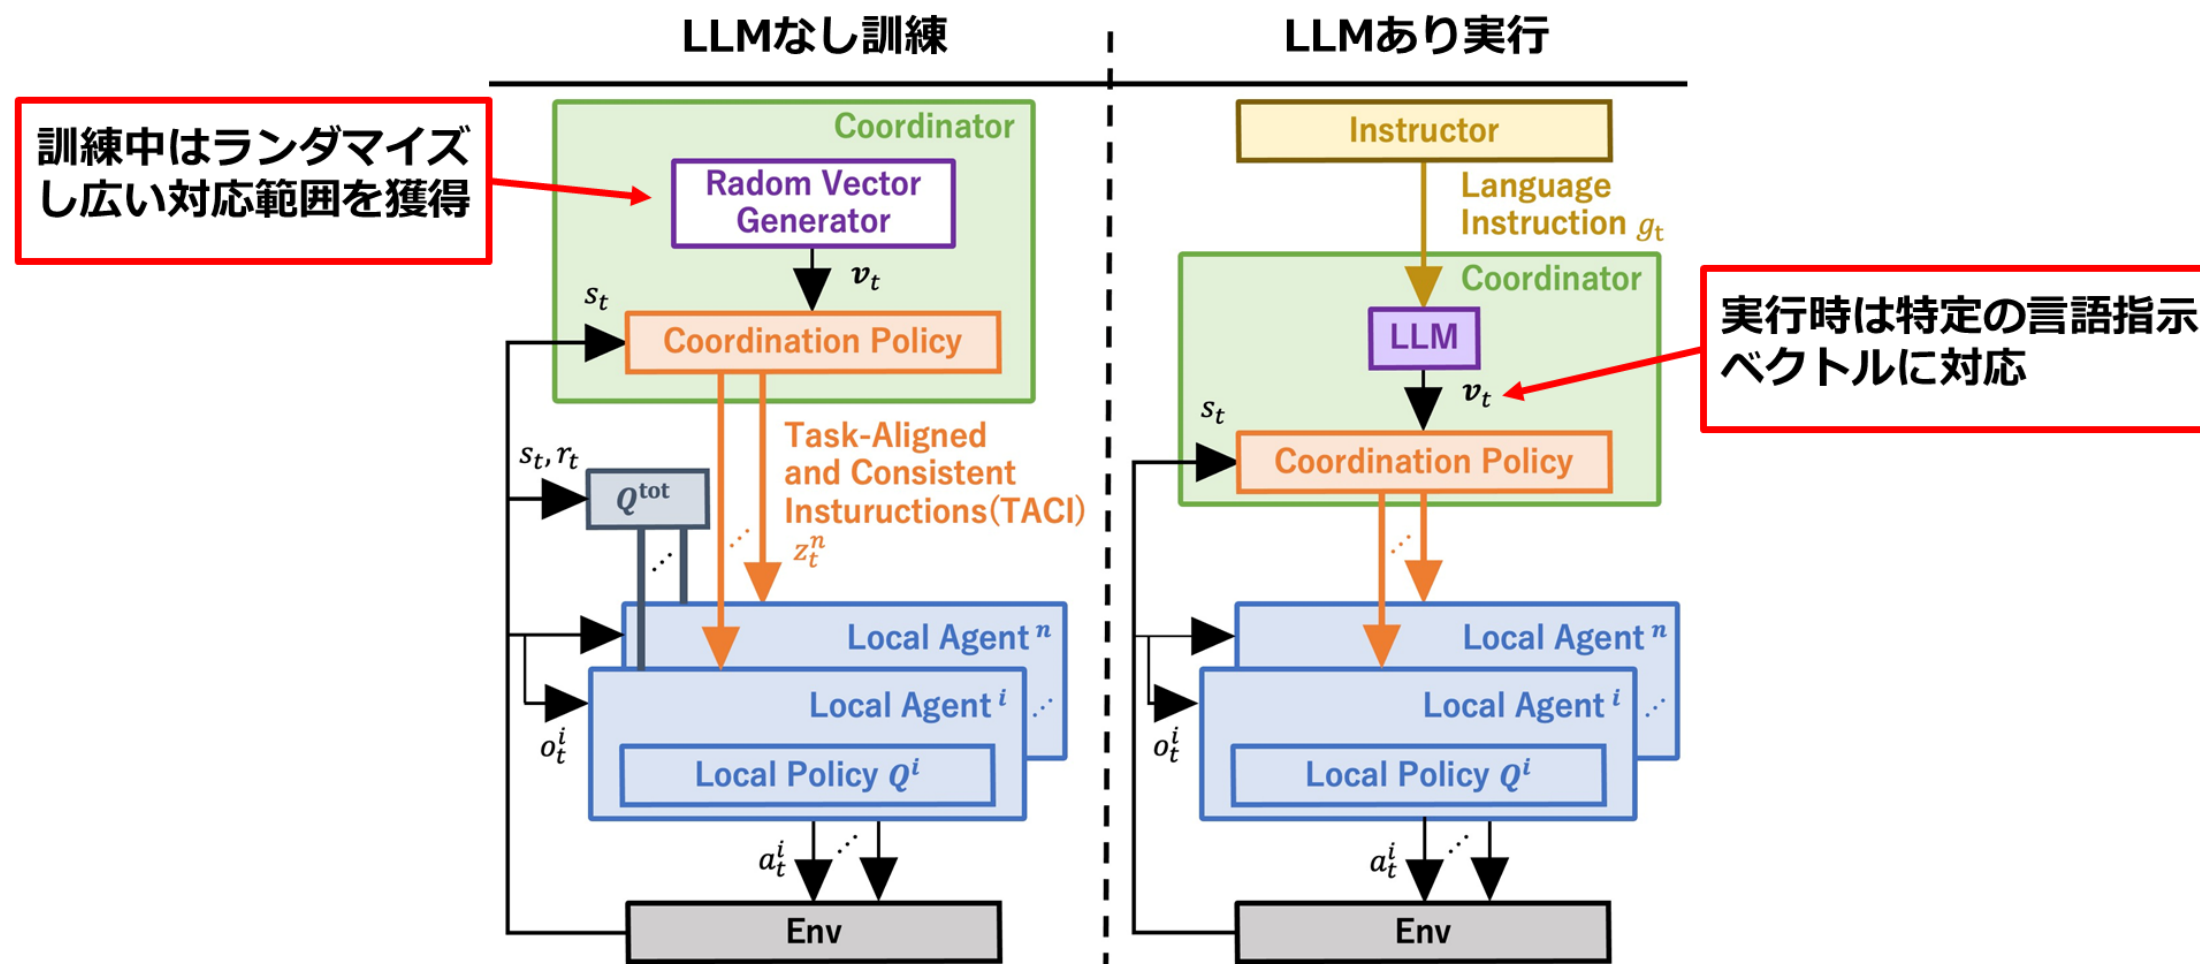 LLMなし訓練
LLMあり実行
訓練中はランダマイズ
し広い対応範囲を獲得
Coordinator
Radom Vector
Generator
v_t
s_t
Coordination Policy
s_t, r_t
Q^tot
Task-Aligned
and Consistent
Instuructions(TACI)
z_t^n
Local Agent n
Local Agent i
o_t^i
Local Policy Q^i
a_t^i
Env
Instructor
Language
Instruction g_t
Coordinator
LLM
v_t
s_t
Coordination Policy
実行時は特定の言語指示
ベクトルに対応
Local Agent n
Local Agent i
o_t^i
Local Policy Q^i
a_t^i
Env